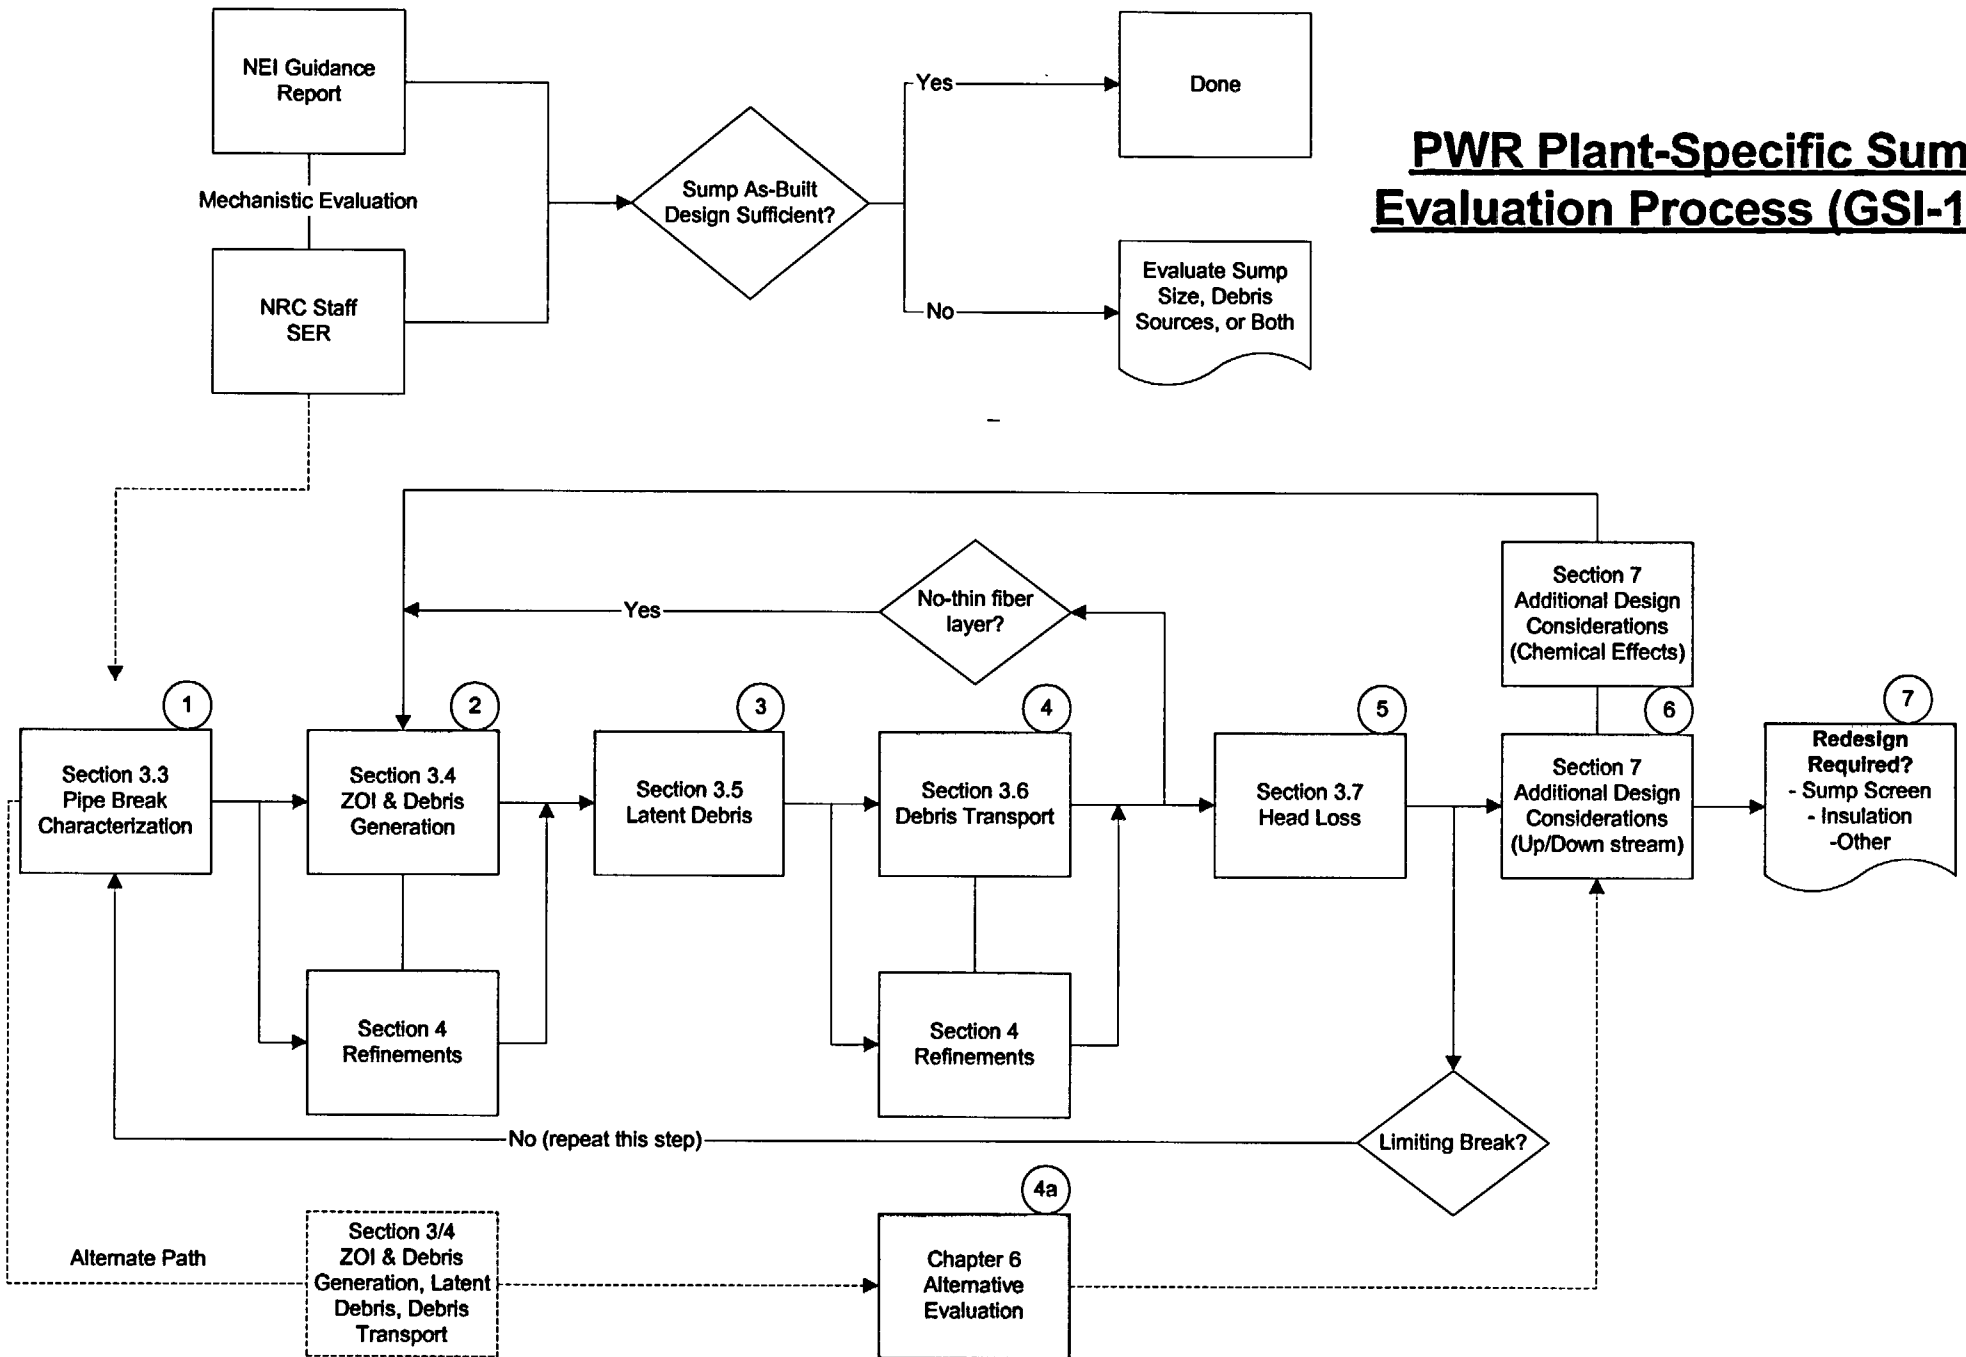 NEI Guidance
Report
Mechanistic Evaluation
NRC Staff
SER
Sump As-Built
Design Sufficient?
Yes
Done
No
Evaluate Sump
Size, Debris
Sources, or Both
PWR Plant-Specific Sum
Evaluation Process (GSI-1
No-thin fiber
layer?
Yes
Section 7
Additional Design
Considerations
(Chemical Effects)
1
Section 3.3
Pipe Break
Characterization
2
Section 3.4
ZOI & Debris
Generation
3
Section 3.5
Latent Debris
4
Section 3.6
Debris Transport
5
Section 3.7
Head Loss
6
Section 7
Additional Design
Considerations
(Up/Down stream)
7
Redesign
Required?
- Sump Screen
- Insulation
-Other
Section 4
Refinements
Section 4
Refinements
No (repeat this step)
Limiting Break?
Alternate Path
Section 3/4
ZOI & Debris
Generation, Latent
Debris, Debris
Transport
4a
Chapter 6
Alternative
Evaluation